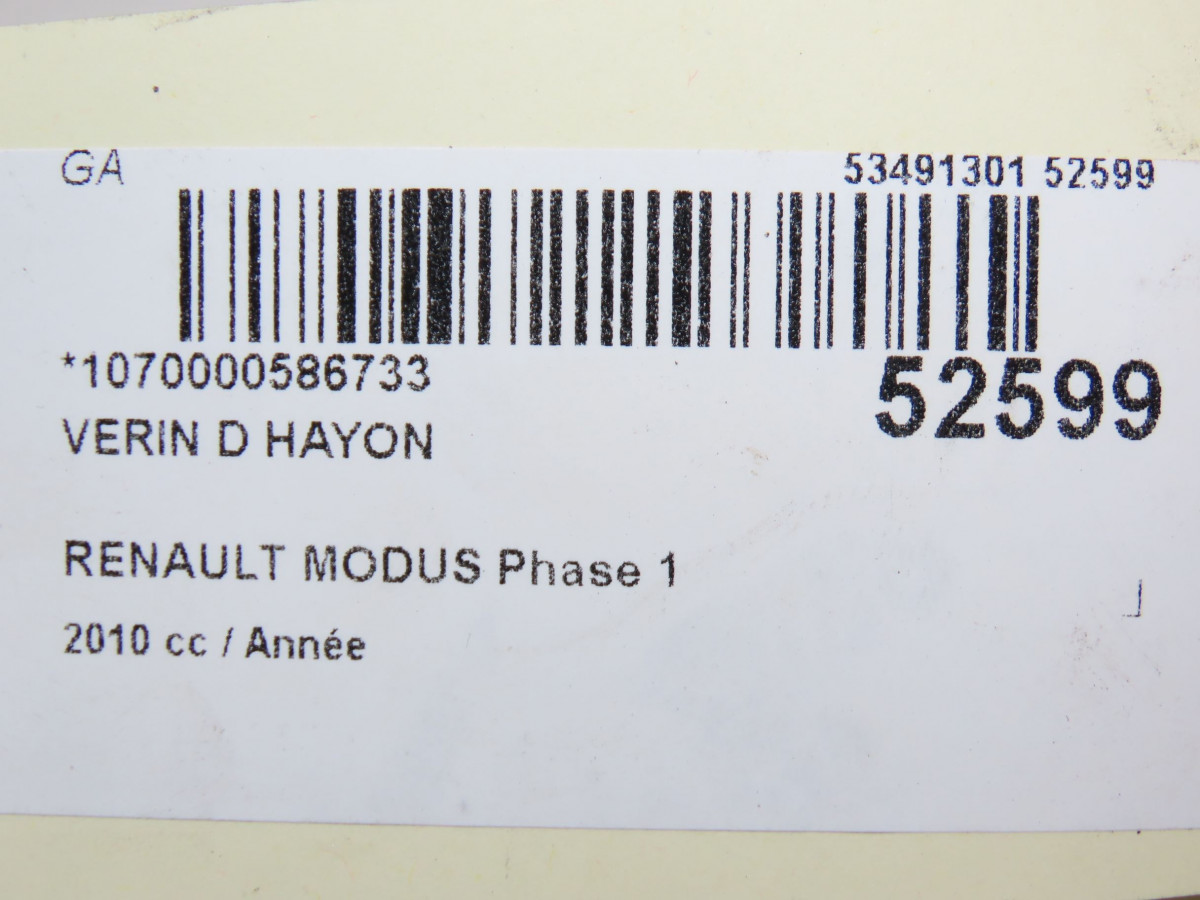 GA 53491301 52599
*1070000586733
52599
VERIN D HAYON
RENAULT MODUS Phase 1
2010 cc / Année